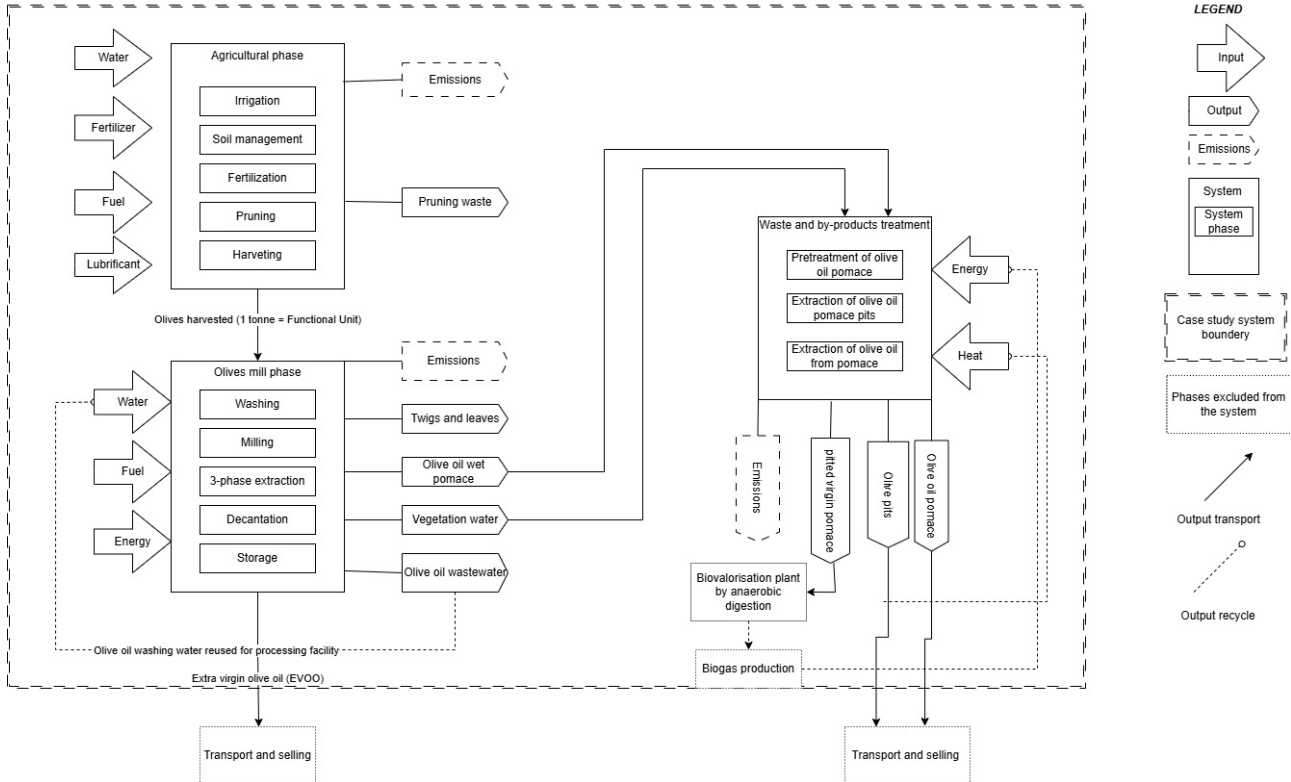 LEGEND
Input
Output
Emissions
System
System
phase
Case study system
boundary
Phases excluded from
the system
Output transport
Output recycle
Water
Fertilizer
Fuel
Lubrificant
Agricultural phase
Irrigation
Soil management
Fertilization
Pruning
Harveting
Emissions
Pruning waste
Olives harvested (1 tonne = Functional Unit)
Water
Fuel
Energy
Olives mill phase
Washing
Milling
3-phase extraction
Decantation
Storage
Emissions
Twigs and leaves
Olive oil wet
pomace
Vegetation water
Olive oil wastewater
Olive oil washing water reused for processing facility
Extra virgin olive oil (EVOO)
Transport and selling
Waste and by-products treatment
Pretreatment of olive
oil pomace
Extraction of olive oil
pomace pits
Extraction of olive oil
from pomace
Energy
Heat
Emissions
pitted virgin pomace
Olive pits
Olive oil pomace
Biovalorisation plant
by anaerobic
digestion
Biogas production
Transport and selling